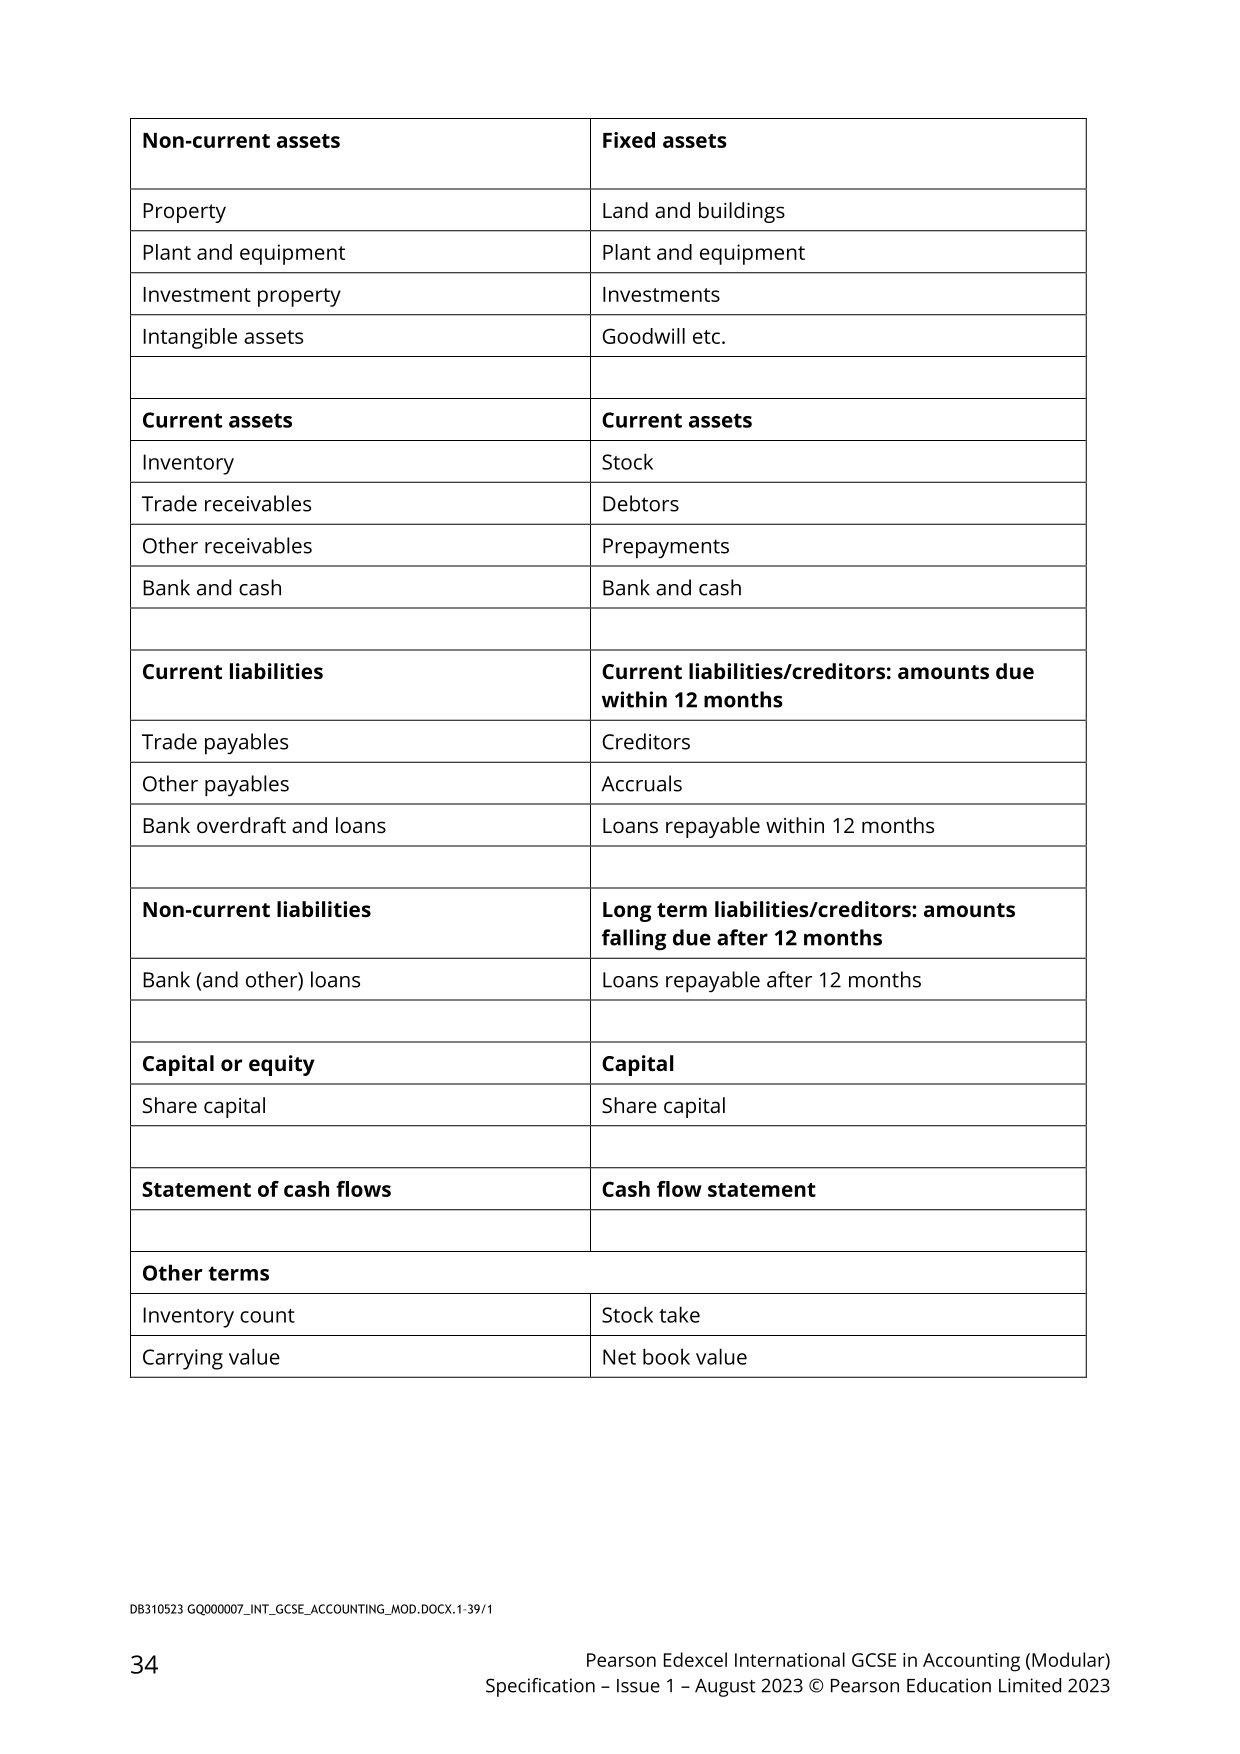 Non-current assets
Fixed assets
Property
Land and buildings
Plant and equipment
Plant and equipment
Investment property
Investments
Intangible assets
Goodwill etc.
Current assets
Current assets
Inventory
Stock
Trade receivables
Debtors
Other receivables
Prepayments
Bank and cash
Bank and cash
Current liabilities
Current liabilities/creditors: amounts due
within 12 months
Trade payables
Creditors
Other payables
Accruals
Bank overdraft and loans
Loans repayable within 12 months
Non-current liabilities
Long term liabilities/creditors: amounts
falling due after 12 months
Bank (and other) loans
Loans repayable after 12 months
Capital or equity
Capital
Share capital
Share capital
Statement of cash flows
Cash flow statement
Other terms
Inventory count
Stock take
Carrying value
Net book value
DB310523 GQ000007_INT_GCSE_ACCOUNTING_MOD.DOCX.1–39/1
34
Pearson Edexcel International GCSE in Accounting (Modular)
Specification – Issue 1 – August 2023 © Pearson Education Limited 2023